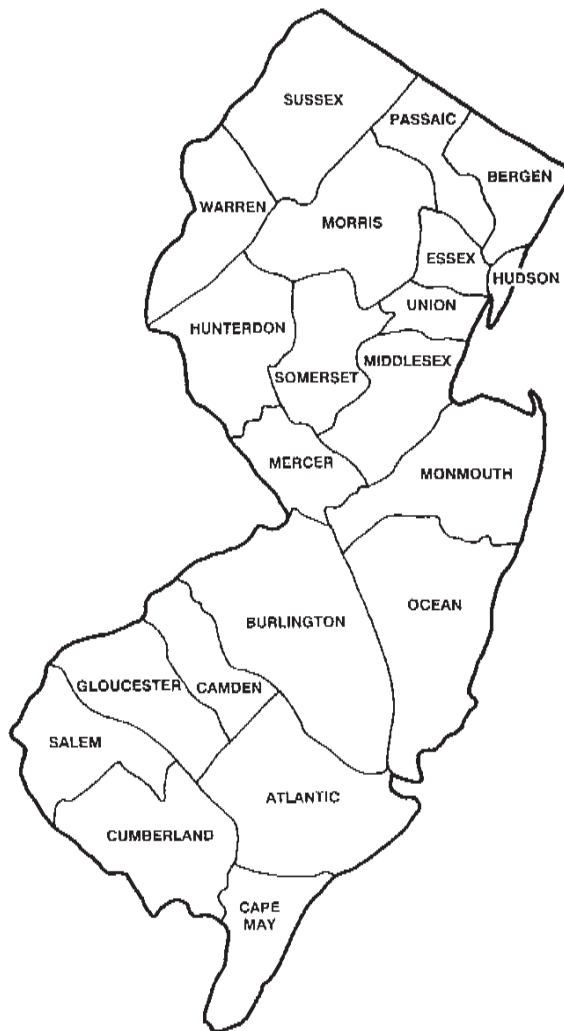 SUSSEX
PASSAIC
BERGEN
WARREN
MORRIS
ESSEX
HUDSON
UNION
HUNTERDON
MIDDLESEX
SOMERSET
MERCER
MONMOUTH
OCEAN
BURLINGTON
GLOUCESTER
CAMDEN
SALEM
ATLANTIC
CUMBERLAND
CAPE
MAY